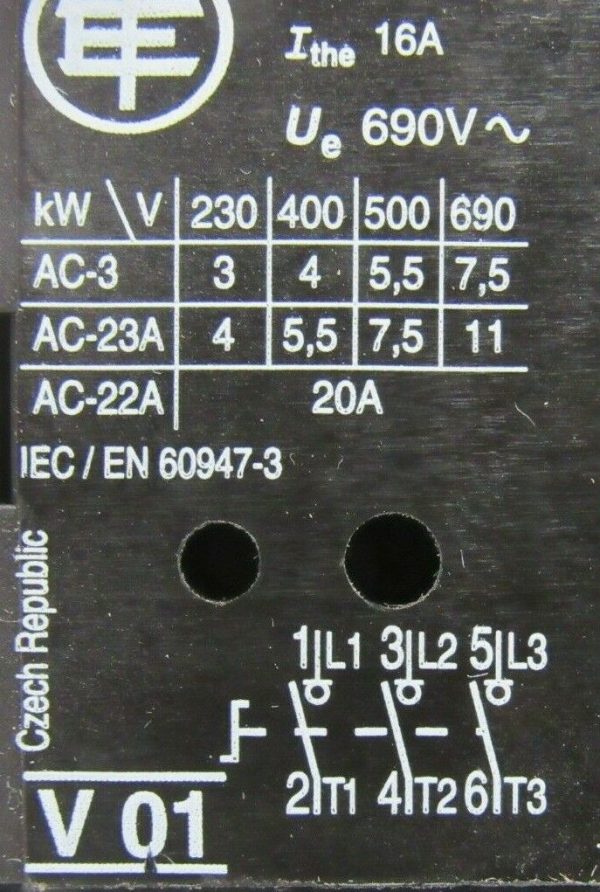 Ithe 16A
Ue 690V~
kW \ V 230 400 500 690
AC-3 3 4 5,5 7,5
AC-23A 4 5,5 7,5 11
AC-22A 20A
IEC / EN 60947-3
Czech Republic
1 L1 3 L2 5 L3
2 T1 4 T2 6 T3
V 01